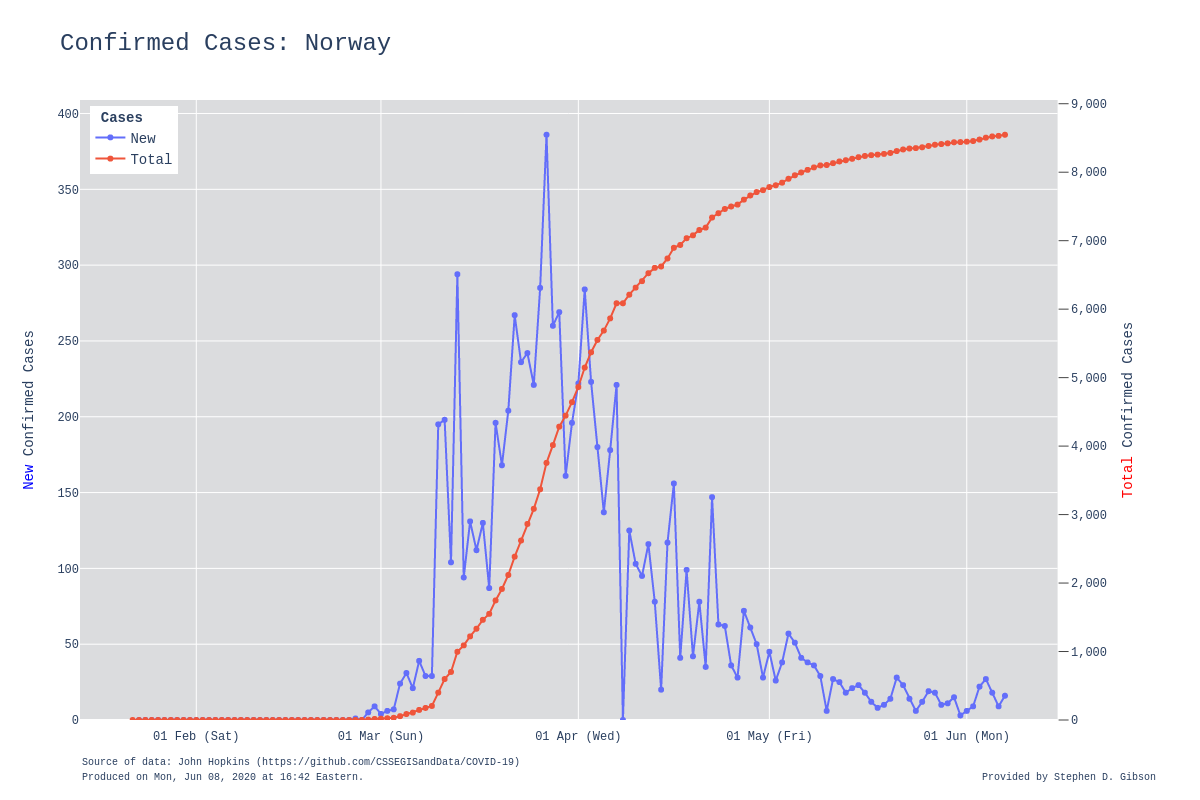 Confirmed Cases: Norway
Cases
New
Total
400
350
300
250
200
150
100
50
0
9,000
8,000
7,000
6,000
5,000
4,000
3,000
2,000
1,000
0
New Confirmed Cases
Total Confirmed Cases
01 Feb (Sat)
01 Mar (Sun)
01 Apr (Wed)
01 May (Fri)
01 Jun (Mon)
Source of data: John Hopkins (https://github.com/CSSEGISandData/COVID-19)
Produced on Mon, Jun 08, 2020 at 16:42 Eastern.
Provided by Stephen D. Gibson